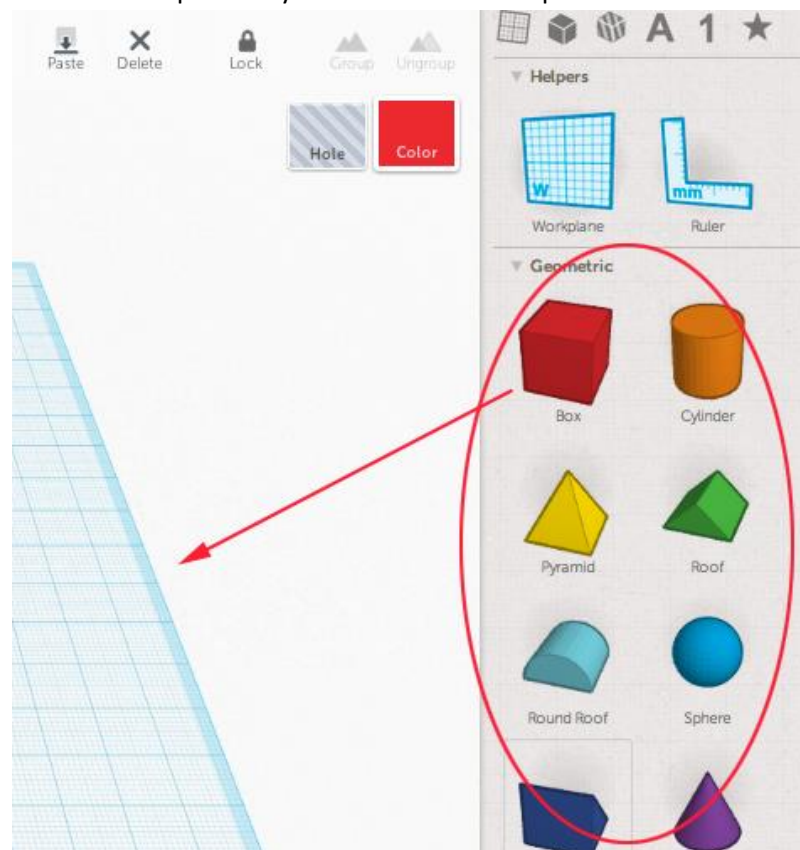 Paste Delete Lock Group Ungroup
A 1
Helpers
Hole Color
W mm
Workplane Ruler
Geometric
Box Cylinder
Pyramid Roof
Round Roof Sphere